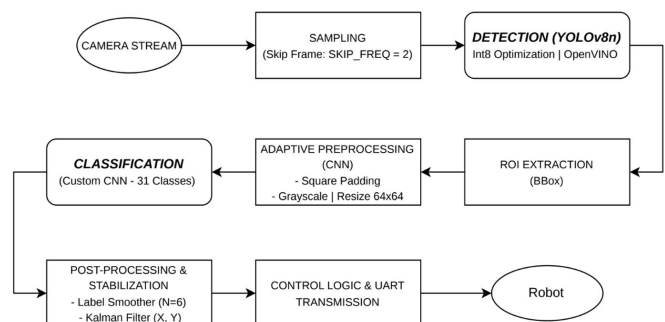 CAMERA STREAM
SAMPLING
(Skip Frame: SKIP_FREQ = 2)
DETECTION (YOLOv8n)
Int8 Optimization | OpenVINO
CLASSIFICATION
(Custom CNN - 31 Classes)
ADAPTIVE PREPROCESSING
(CNN)
- Square Padding
- Grayscale | Resize 64x64
ROI EXTRACTION
(BBox)
POST-PROCESSING &
STABILIZATION
- Label Smoother (N=6)
- Kalman Filter (X, Y)
CONTROL LOGIC & UART
TRANSMISSION
Robot